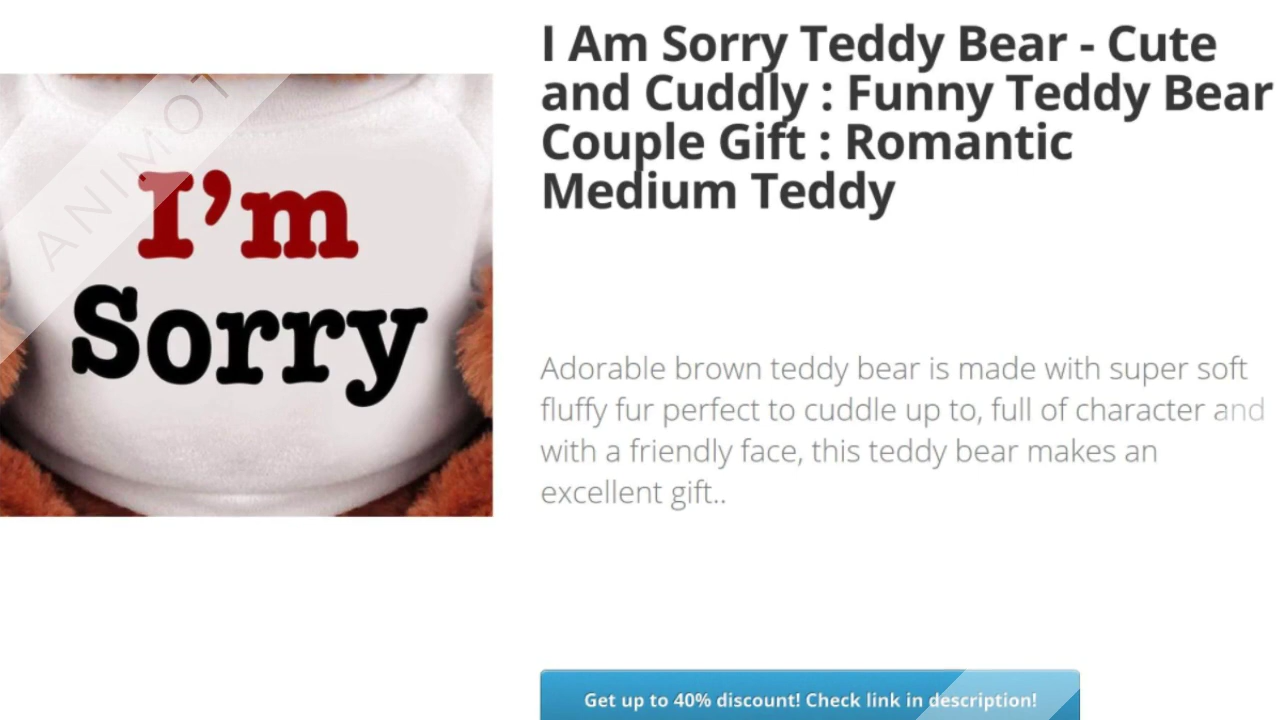 I Am Sorry Teddy Bear - Cute
and Cuddly : Funny Teddy Bear
Couple Gift : Romantic
Medium Teddy
ANIMOT
I’m
Sorry
Adorable brown teddy bear is made with super soft
fluffy fur perfect to cuddle up to, full of character and
with a friendly face, this teddy bear makes an
excellent gift..
Get up to 40% discount! Check link in description!